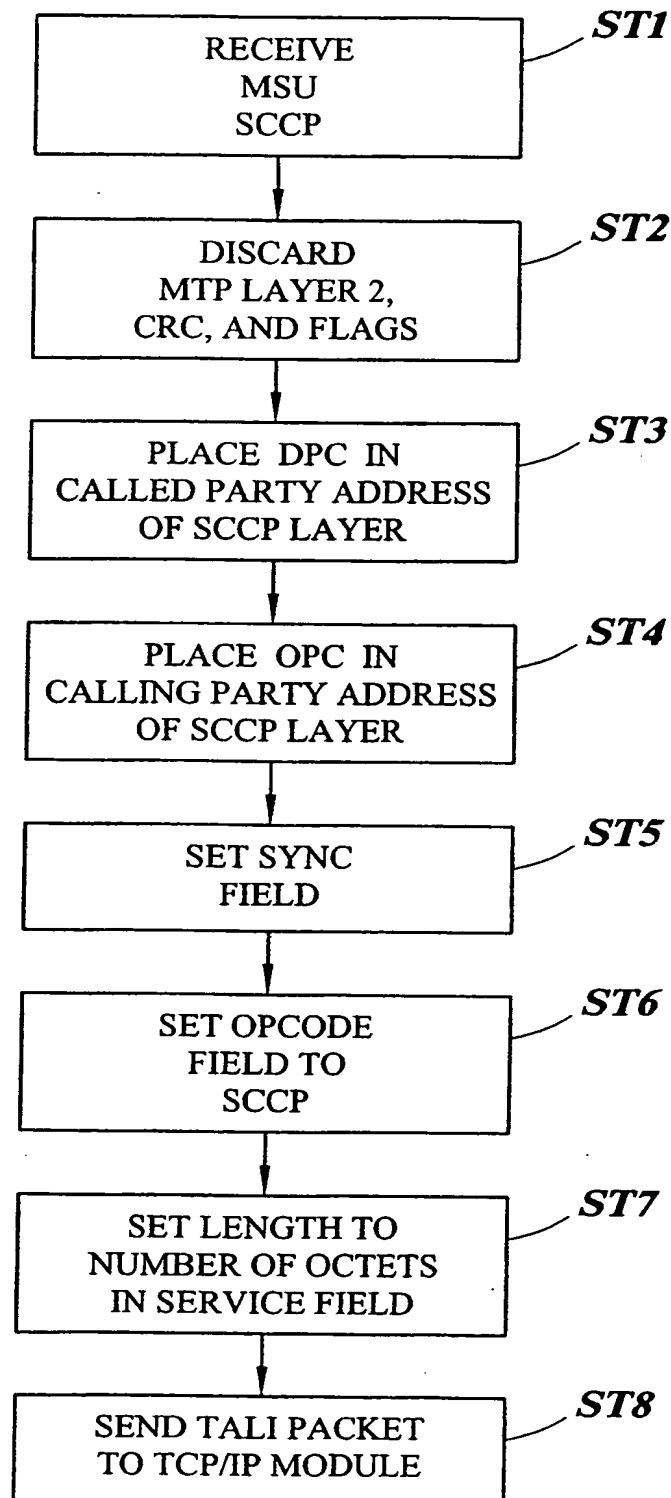 ST1
RECEIVE
MSU
SCCP
ST2
DISCARD
MTP LAYER 2,
CRC, AND FLAGS
ST3
PLACE DPC IN
CALLED PARTY ADDRESS
OF SCCP LAYER
ST4
PLACE OPC IN
CALLING PARTY ADDRESS
OF SCCP LAYER
ST5
SET SYNC
FIELD
ST6
SET OPCODE
FIELD TO
SCCP
ST7
SET LENGTH TO
NUMBER OF OCTETS
IN SERVICE FIELD
ST8
SEND TALI PACKET
TO TCP/IP MODULE